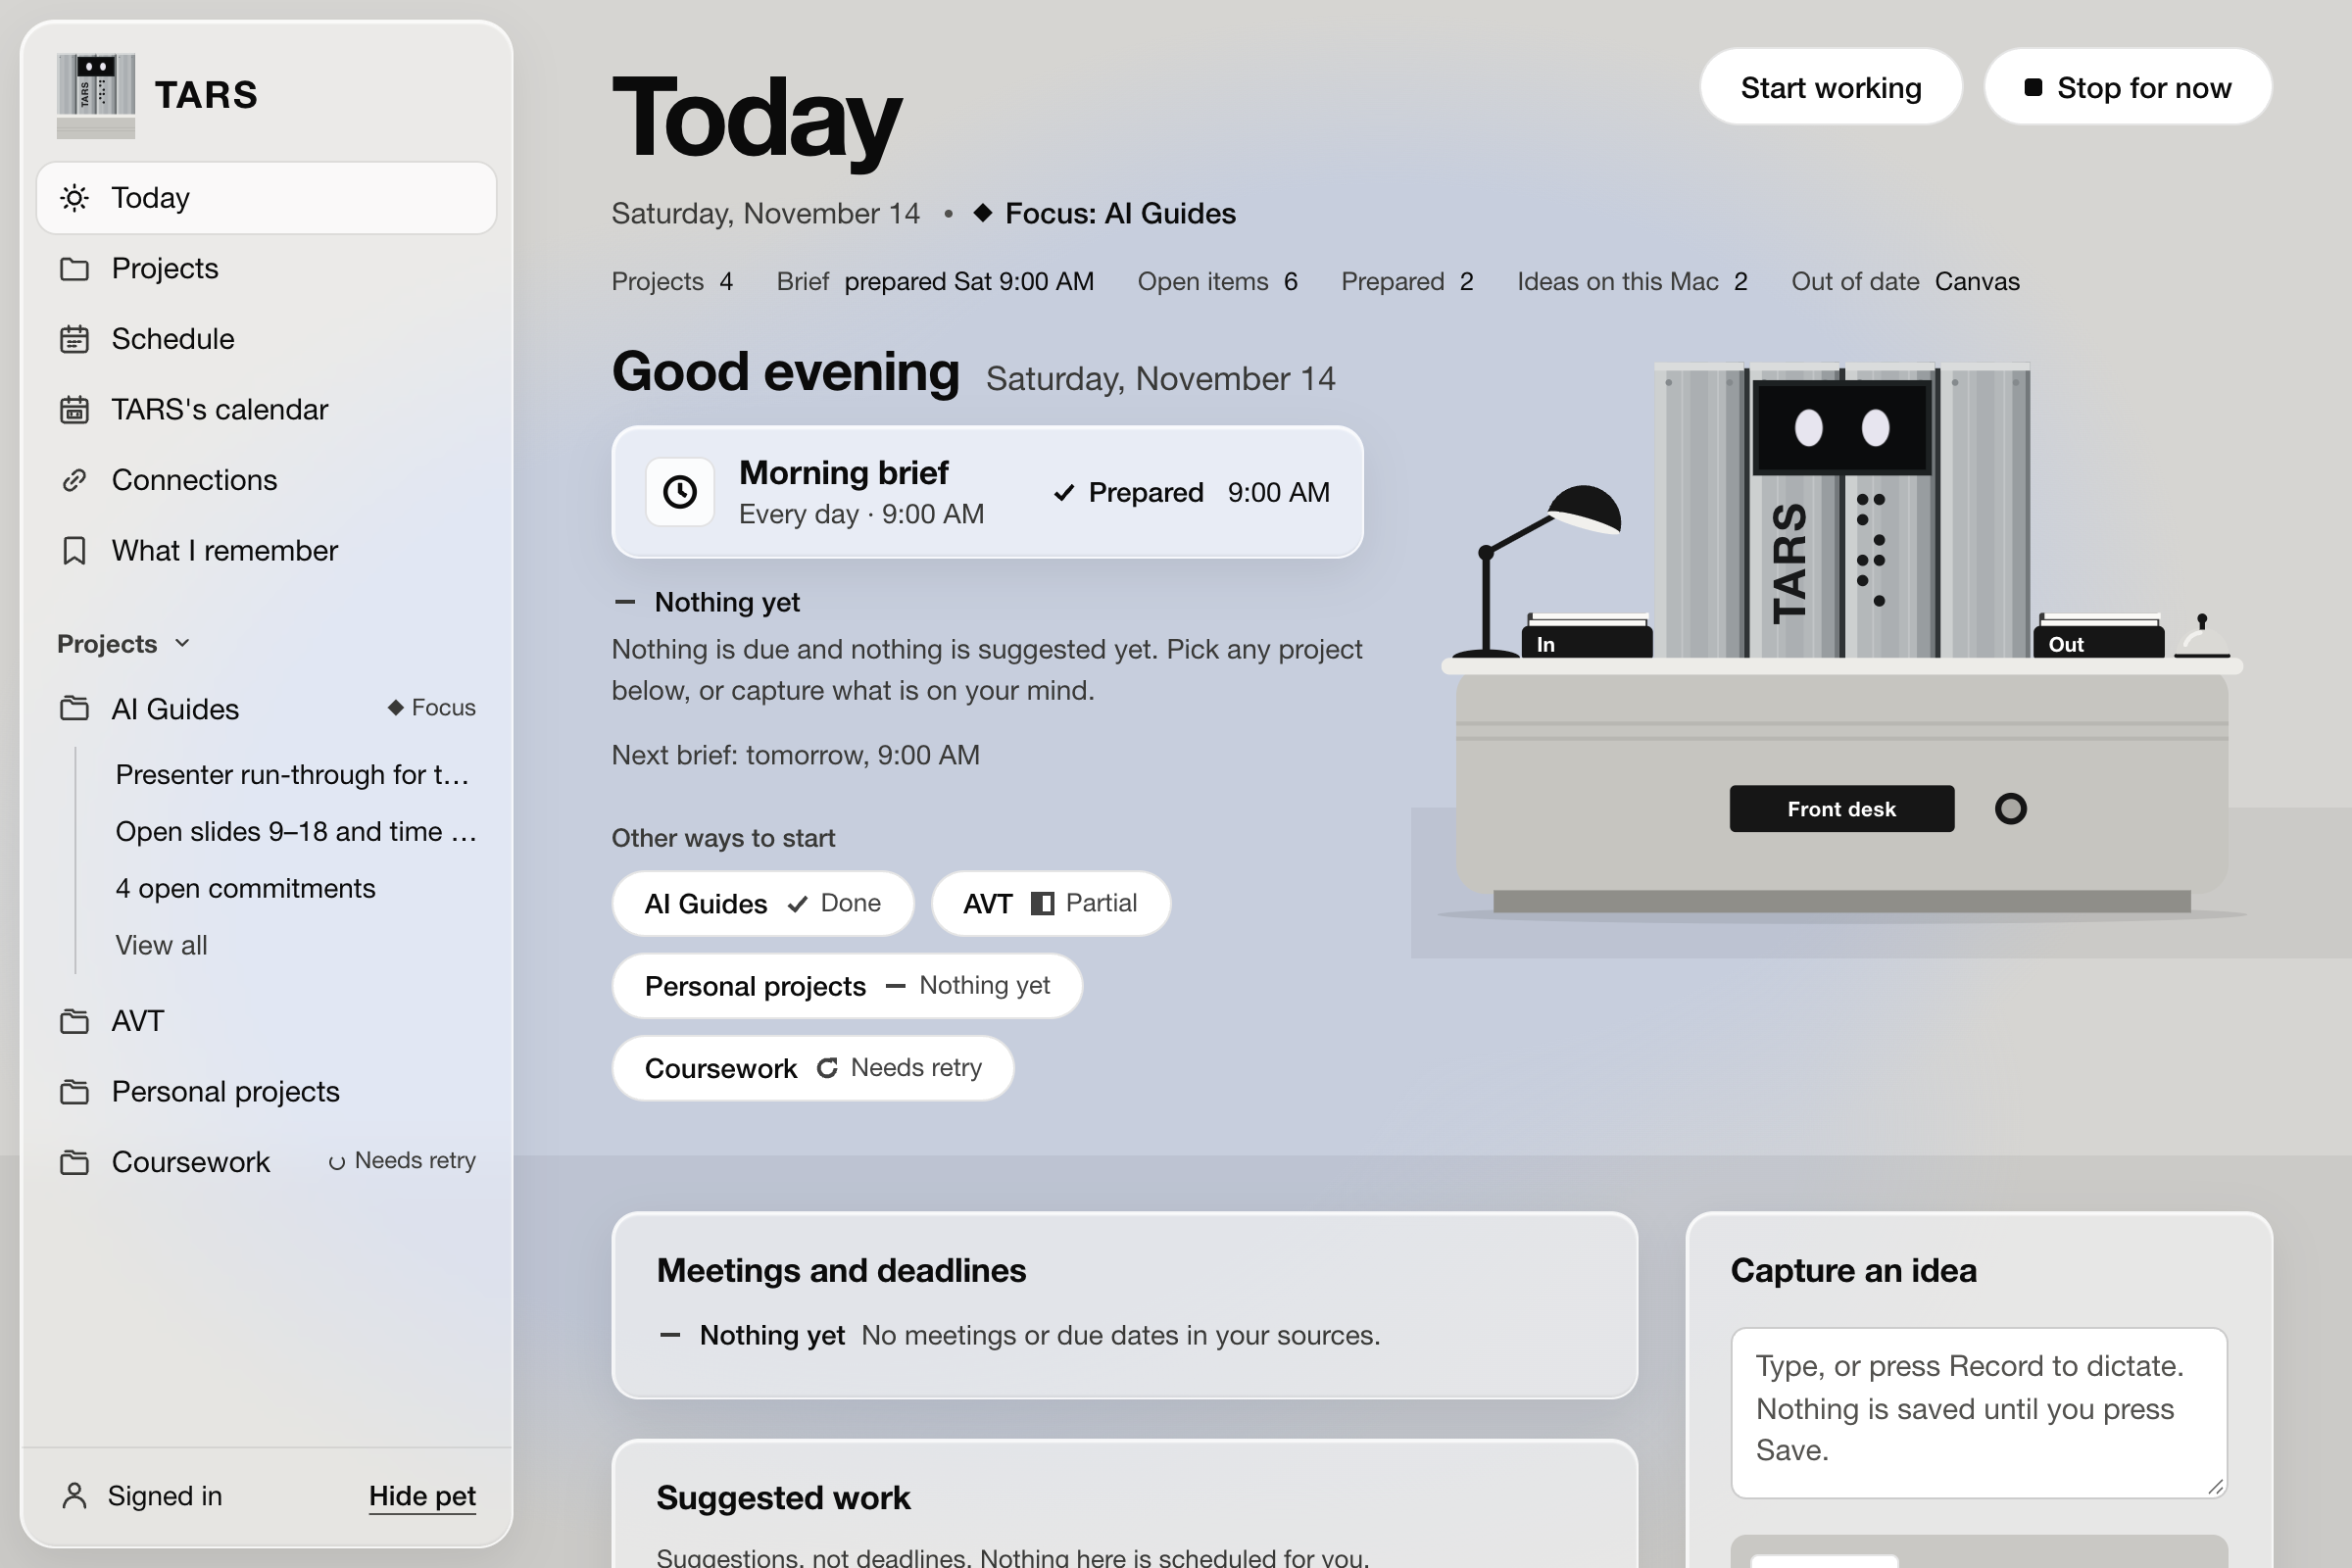 TARS
TARS
Today
Projects
Schedule
TARS's calendar
Connections
What I remember
Projects
AI Guides Focus
Presenter run-through for t…
Open slides 9–18 and time …
4 open commitments
View all
AVT
Personal projects
Coursework Needs retry
Signed in Hide pet
Today
Start working Stop for now
Saturday, November 14 • Focus: AI Guides
Projects 4 Brief prepared Sat 9:00 AM Open items 6 Prepared 2 Ideas on this Mac 2 Out of date Canvas
Good evening Saturday, November 14
Morning brief
Every day · 9:00 AM
Prepared 9:00 AM
Nothing yet
Nothing is due and nothing is suggested yet. Pick any project
below, or capture what is on your mind.
Next brief: tomorrow, 9:00 AM
Other ways to start
AI Guides Done
AVT Partial
Personal projects Nothing yet
Coursework Needs retry
TARS
In
Out
Front desk
Meetings and deadlines
Nothing yet No meetings or due dates in your sources.
Suggested work
Suggestions, not deadlines. Nothing here is scheduled for you.
Capture an idea
Type, or press Record to dictate.
Nothing is saved until you press
Save.